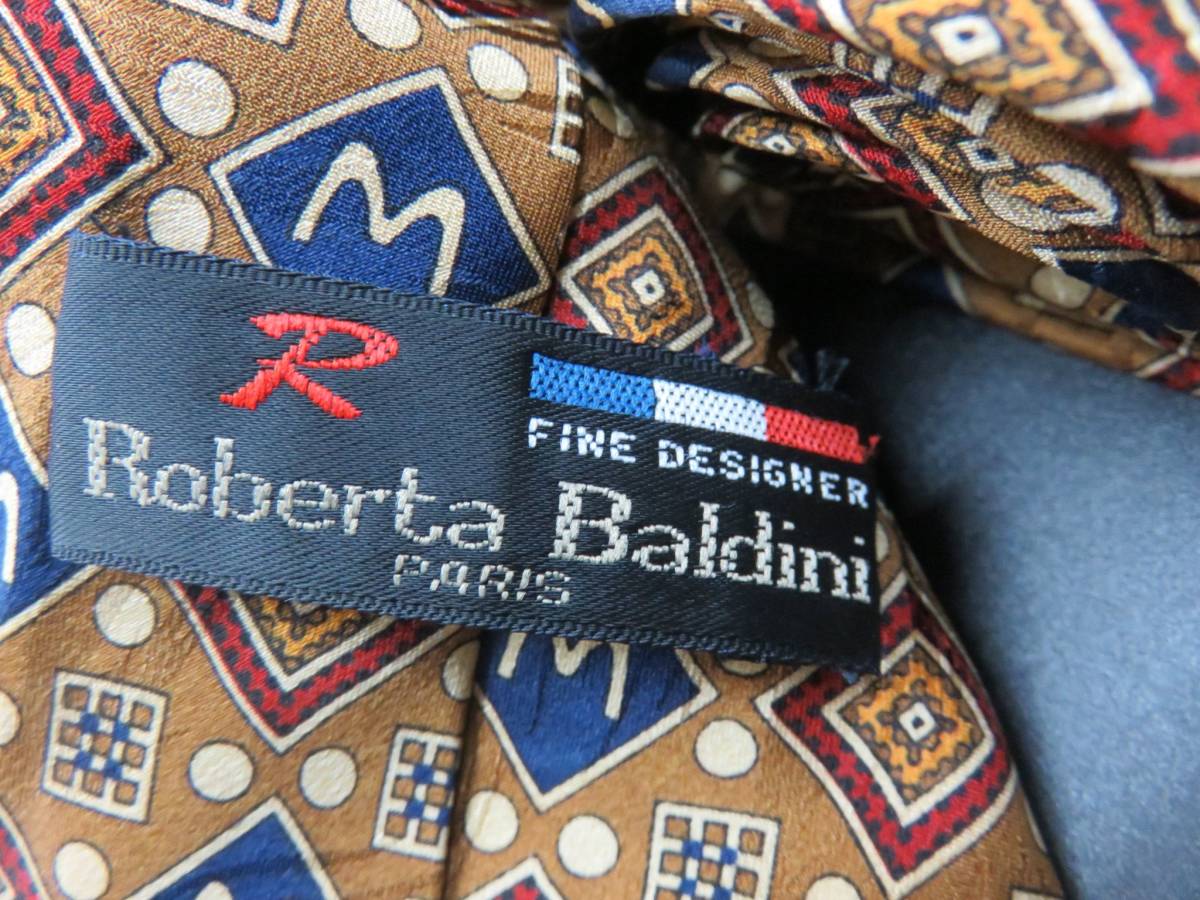 R
FINE DESIGNER
Roberta Baldini
PARIS